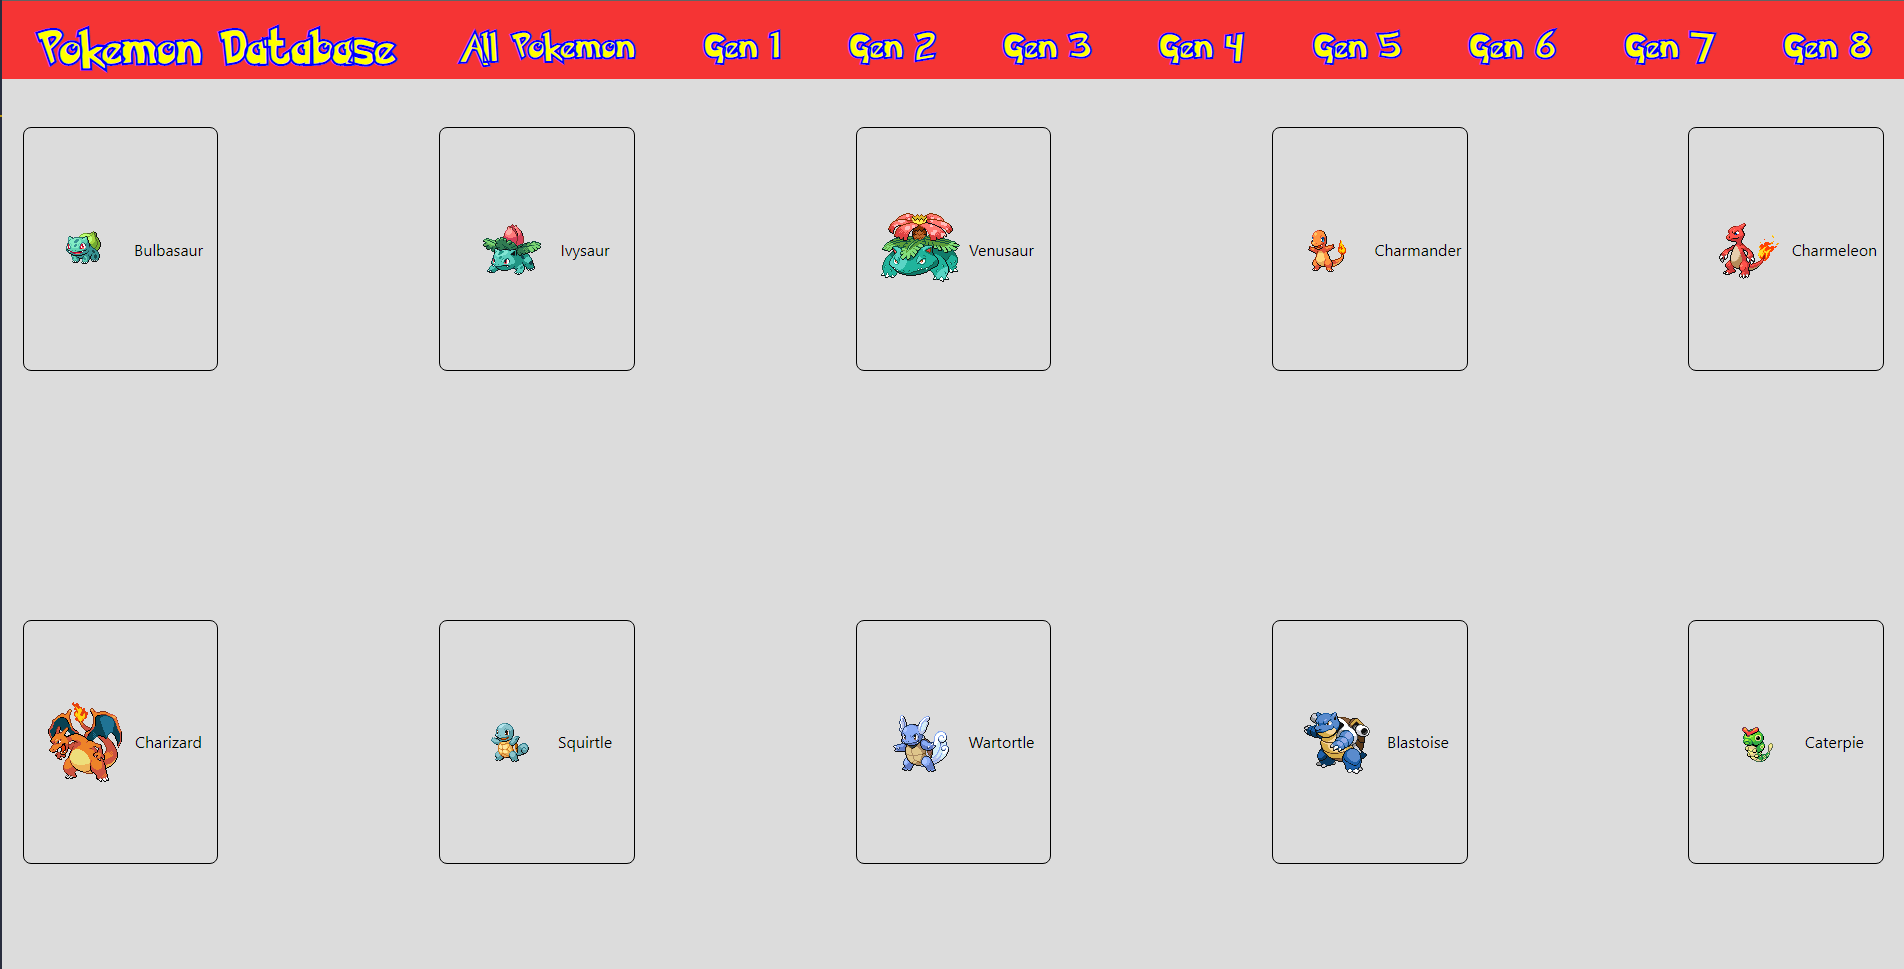 Pokemon Database All Pokemon Gen 1 Gen 2 Gen 3 Gen 4 Gen 5 Gen 6 Gen 7 Gen 8
Bulbasaur Ivysaur Venusaur Charmander Charmeleon
Charizard Squirtle Wartortle Blastoise Caterpie